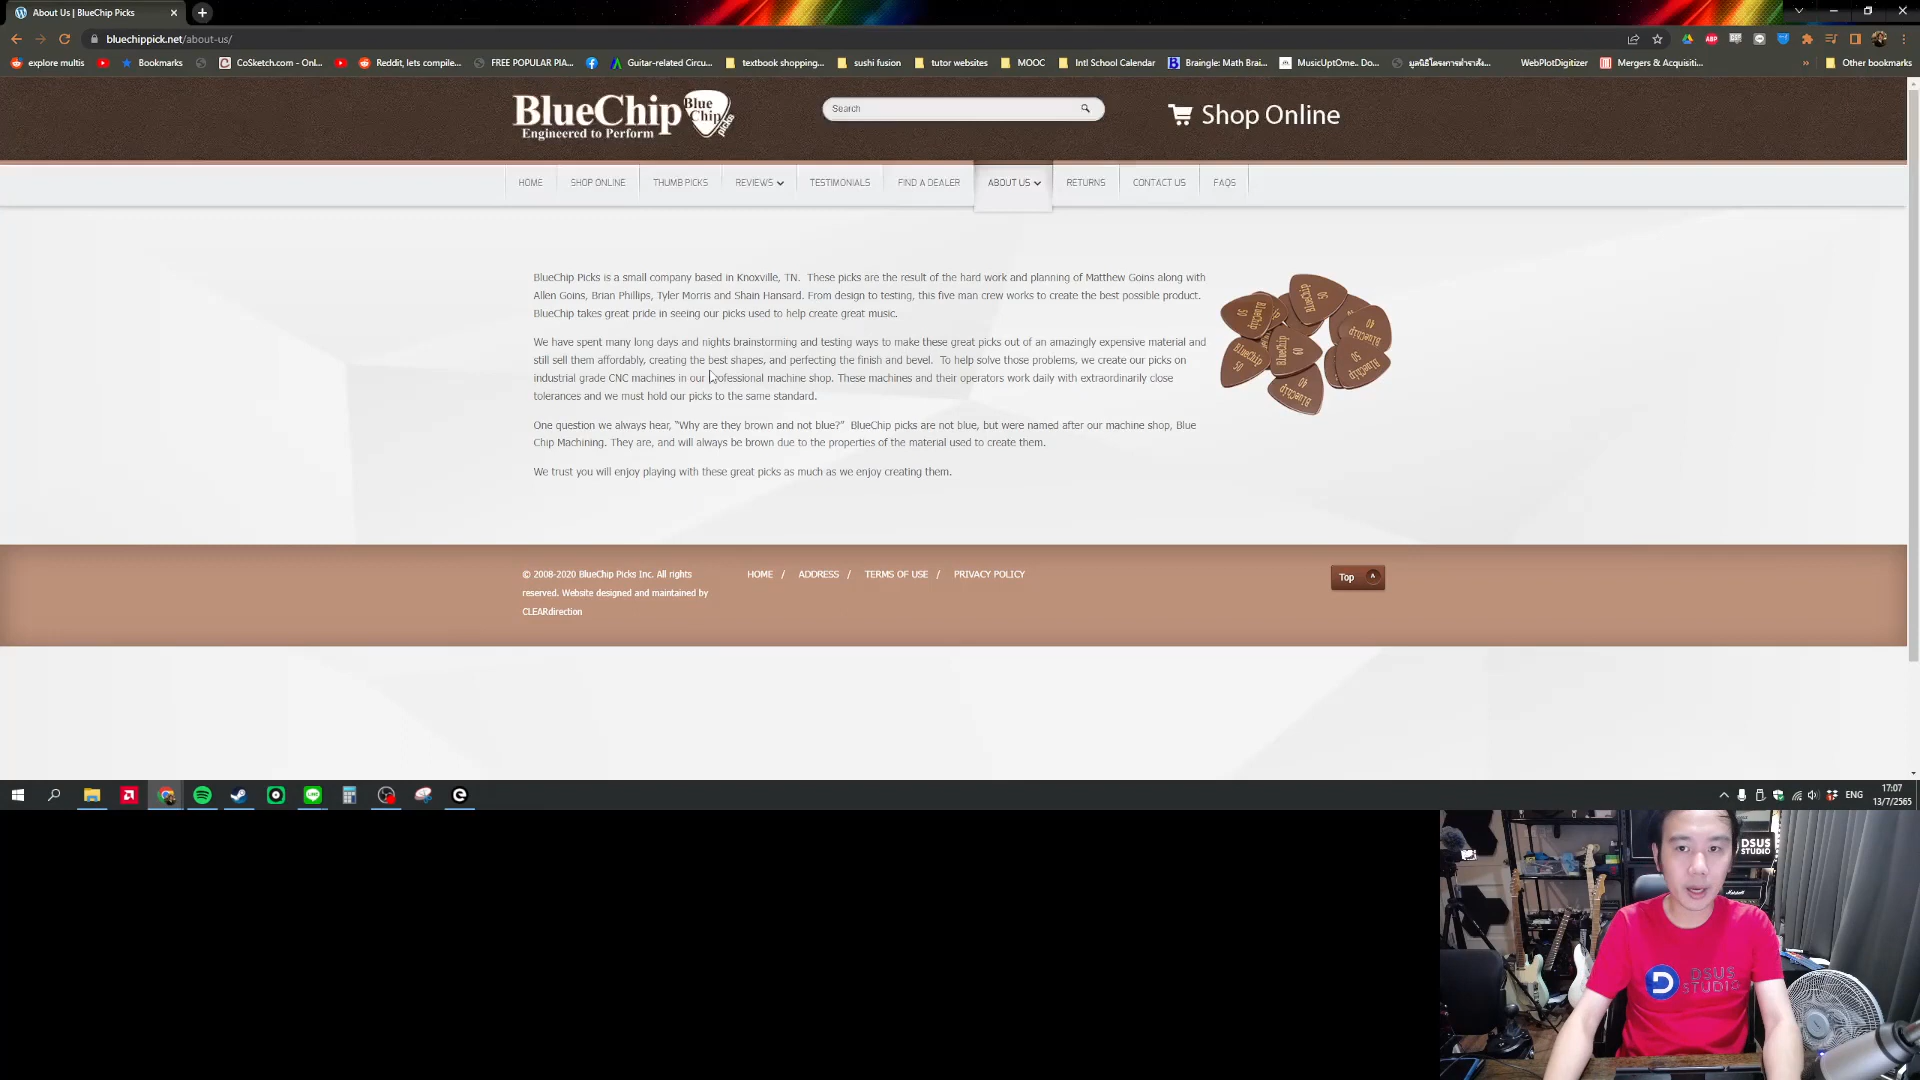 About Us | BlueChip Picks
bluechippick.net/about-us/
explore multis
Bookmarks
CoSketch.com - Onl...
Reddit, lets compile...
FREE POPULAR PIA...
Guitar-related Circu...
textbook shopping...
sushi fusion
tutor websites
MOOC
Intl School Calendar
Braingle: Math Brai...
MusicUptOme.. Do...
WebPlotDigitizer
Mergers & Acquisiti...
Other bookmarks
BlueChip
Blue
Chip
picks
Engineered to Perform
Search
Shop Online
HOME
SHOP ONLINE
THUMB PICKS
REVIEWS
TESTIMONIALS
FIND A DEALER
ABOUT US
RETURNS
CONTACT US
FAQS
BlueChip Picks is a small company based in Knoxville, TN. These picks are the result of the hard work and planning of Matthew Goins along with
Allen Goins, Brian Phillips, Tyler Morris and Shain Hansard. From design to testing, this five man crew works to create the best possible product.
BlueChip takes great pride in seeing our picks used to help create great music.
We have spent many long days and nights brainstorming and testing ways to make these great picks out of an amazingly expensive material and
still sell them affordably, creating the best shapes, and perfecting the finish and bevel. To help solve those problems, we create our picks on
industrial grade CNC machines in our professional machine shop. These machines and their operators work daily with extraordinarily close
tolerances and we must hold our picks to the same standard.
One question we always hear, “Why are they brown and not blue?” BlueChip picks are not blue, but were named after our machine shop, Blue
Chip Machining. They are, and will always be brown due to the properties of the material used to create them.
We trust you will enjoy playing with these great picks as much as we enjoy creating them.
© 2008-2020 BlueChip Picks Inc. All rights
reserved. Website designed and maintained by
CLEARdirection
HOME /
ADDRESS /
TERMS OF USE /
PRIVACY POLICY
Top
ENG
17:07
13/7/2565
DSUS
STUDIO
Marshall
DSUS
STUDIO